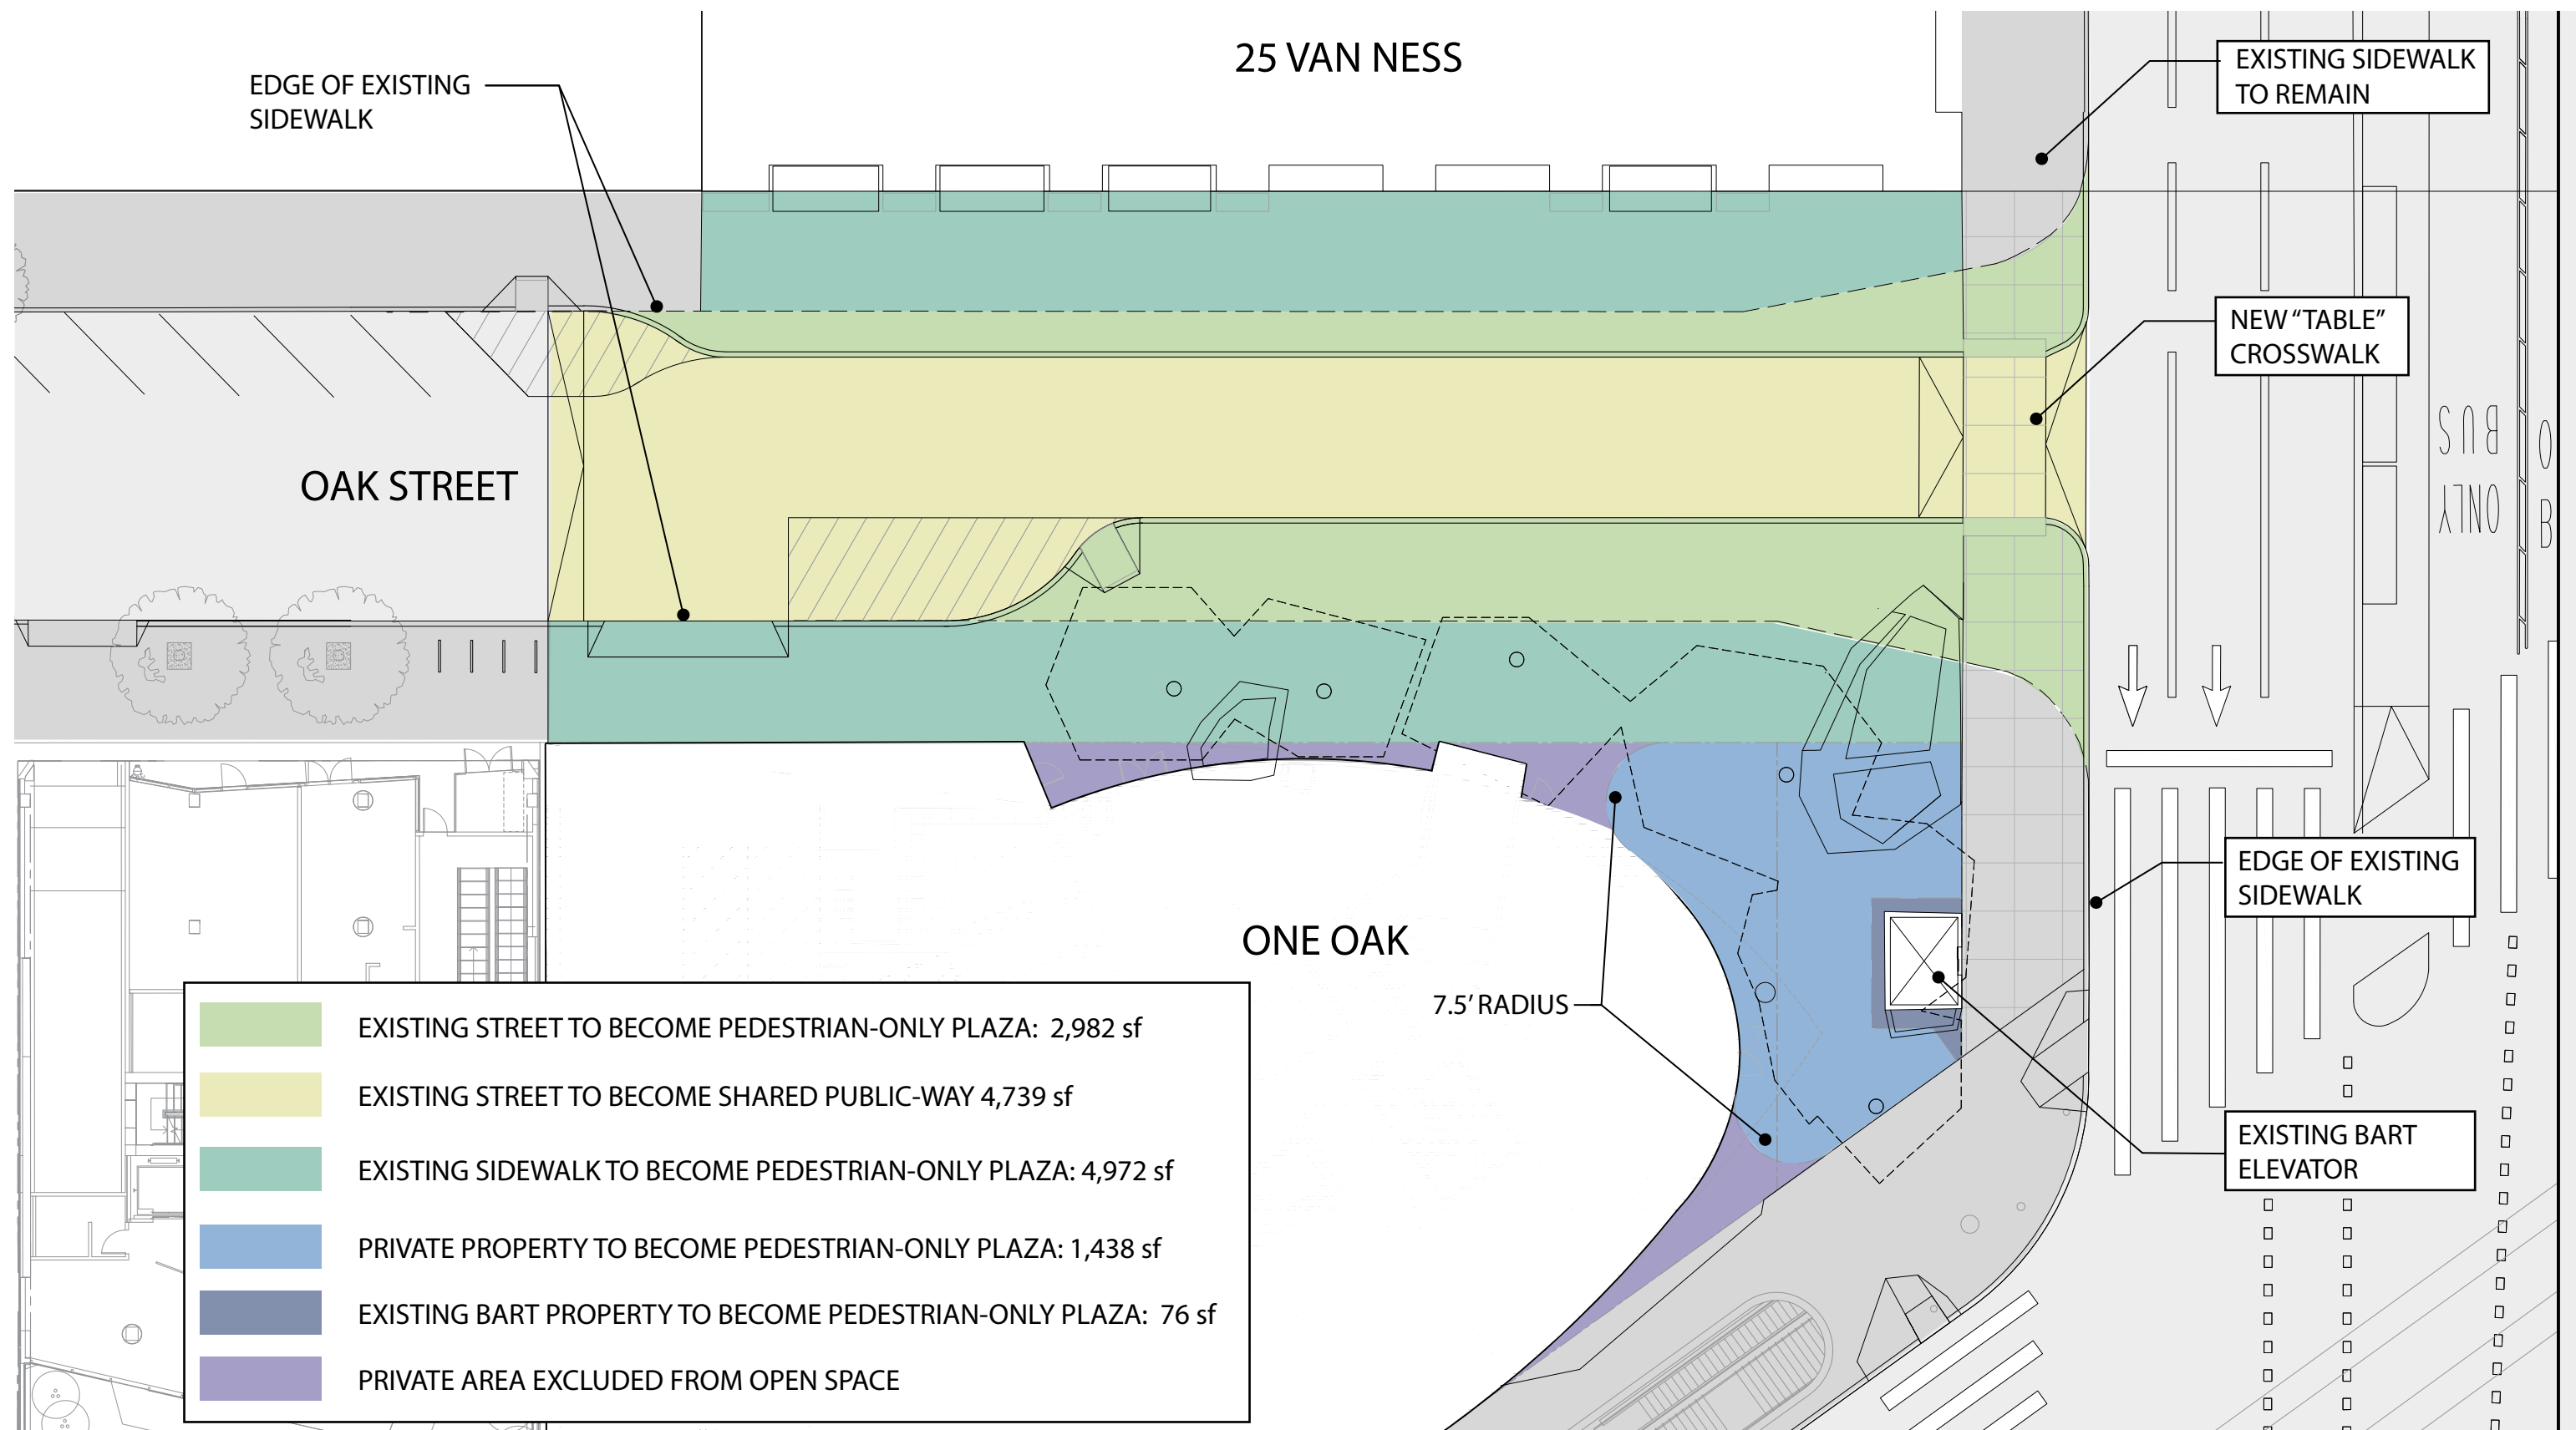 25 VAN NESS
EDGE OF EXISTING
SIDEWALK
EXISTING SIDEWALK
TO REMAIN
NEW “TABLE”
CROSSWALK
BUS
ONLY
O
B
OAK STREET
EDGE OF EXISTING
SIDEWALK
ONE OAK
7.5’ RADIUS
EXISTING BART
ELEVATOR
EXISTING STREET TO BECOME PEDESTRIAN-ONLY PLAZA: 2,982 sf
EXISTING STREET TO BECOME SHARED PUBLIC-WAY 4,739 sf
EXISTING SIDEWALK TO BECOME PEDESTRIAN-ONLY PLAZA: 4,972 sf
PRIVATE PROPERTY TO BECOME PEDESTRIAN-ONLY PLAZA: 1,438 sf
EXISTING BART PROPERTY TO BECOME PEDESTRIAN-ONLY PLAZA: 76 sf
PRIVATE AREA EXCLUDED FROM OPEN SPACE